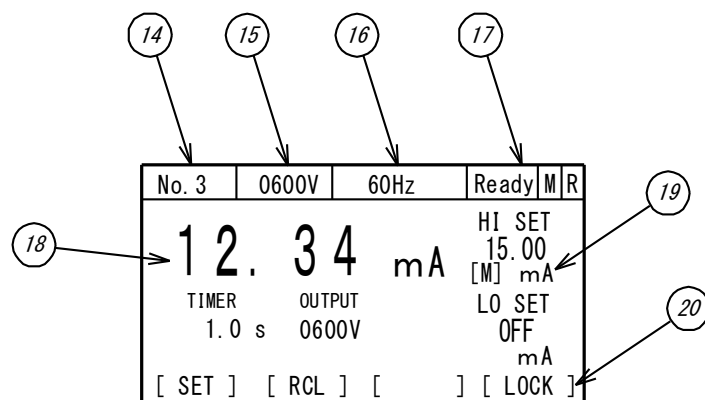 14 15 16 17
No. 3 0600V 60Hz Ready M R
19
HI SET
18
12. 34 mA
15.00
[M] mA
TIMER OUTPUT LO SET
20
1.0 s 0600V OFF
mA
[ SET ] [ RCL ] [ ] [ LOCK ]